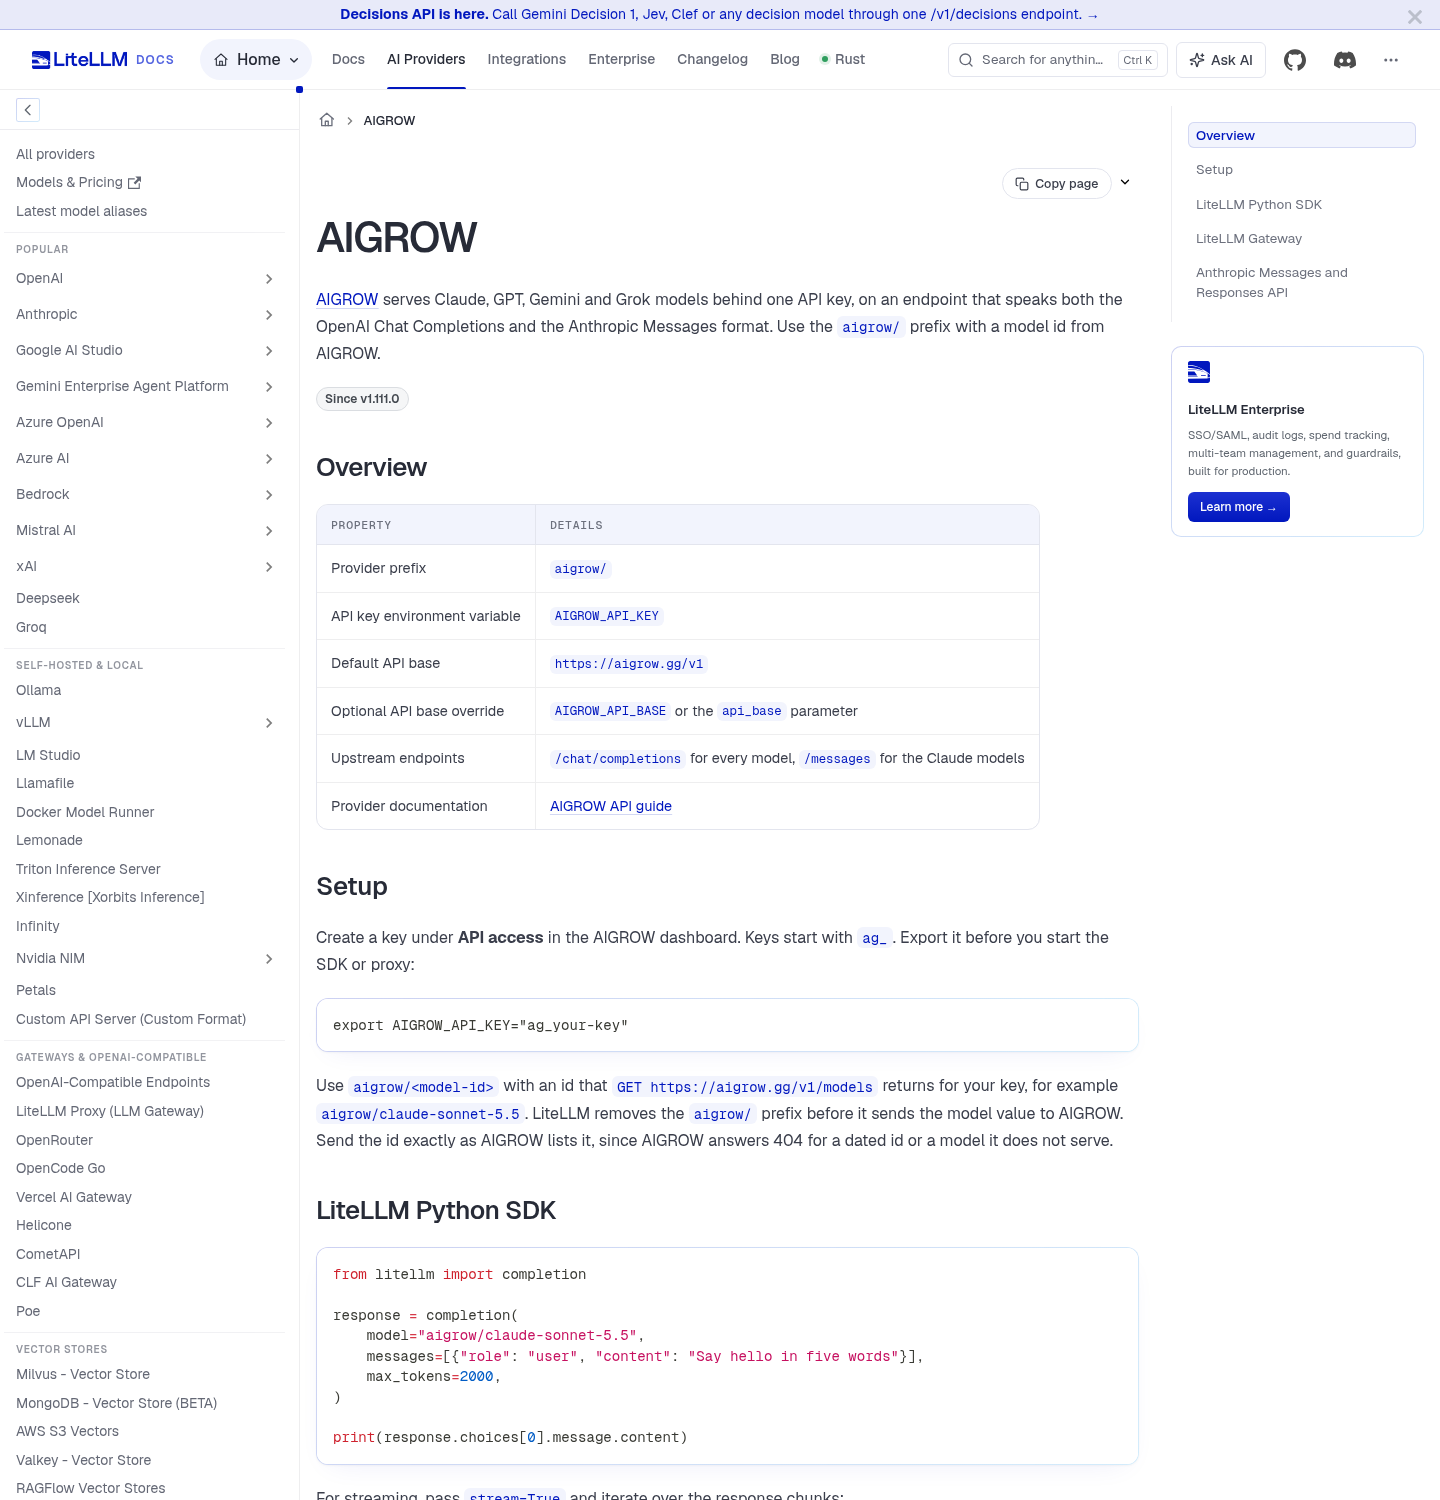 Decisions API is here. Call Gemini Decision 1, Jev, Clef or any decision model through one /v1/decisions endpoint. →
LiteLLM DOCS
Home
Docs
AI Providers
Integrations
Enterprise
Changelog
Blog
Rust
Search for anythin...
Ctrl K
Ask AI
All providers
Models & Pricing
Latest model aliases
POPULAR
OpenAI
Anthropic
Google AI Studio
Gemini Enterprise Agent Platform
Azure OpenAI
Azure AI
Bedrock
Mistral AI
xAI
Deepseek
Groq
SELF-HOSTED & LOCAL
Ollama
vLLM
LM Studio
Llamafile
Docker Model Runner
Lemonade
Triton Inference Server
Xinference [Xorbits Inference]
Infinity
Nvidia NIM
Petals
Custom API Server (Custom Format)
GATEWAYS & OPENAI-COMPATIBLE
OpenAI-Compatible Endpoints
LiteLLM Proxy (LLM Gateway)
OpenRouter
OpenCode Go
Vercel AI Gateway
Helicone
CometAPI
CLF AI Gateway
Poe
VECTOR STORES
Milvus - Vector Store
MongoDB - Vector Store (BETA)
AWS S3 Vectors
Valkey - Vector Store
RAGFlow Vector Stores
AIGROW
Copy page
AIGROW
AIGROW serves Claude, GPT, Gemini and Grok models behind one API key, on an endpoint that speaks both the
OpenAI Chat Completions and the Anthropic Messages format. Use the aigrow/ prefix with a model id from
AIGROW.
Since v1.111.0
Overview
PROPERTY DETAILS
Provider prefix aigrow/
API key environment variable AIGROW_API_KEY
Default API base https://aigrow.gg/v1
Optional API base override AIGROW_API_BASE or the api_base parameter
Upstream endpoints /chat/completions for every model, /messages for the Claude models
Provider documentation AIGROW API guide
Setup
Create a key under API access in the AIGROW dashboard. Keys start with ag_. Export it before you start the
SDK or proxy:
export AIGROW_API_KEY="ag_your-key"
Use aigrow/<model-id> with an id that GET https://aigrow.gg/v1/models returns for your key, for example
aigrow/claude-sonnet-5.5. LiteLLM removes the aigrow/ prefix before it sends the model value to AIGROW.
Send the id exactly as AIGROW lists it, since AIGROW answers 404 for a dated id or a model it does not serve.
LiteLLM Python SDK
from litellm import completion
response = completion(
    model="aigrow/claude-sonnet-5.5",
    messages=[{"role": "user", "content": "Say hello in five words"}],
    max_tokens=2000,
)
print(response.choices[0].message.content)
For streaming, pass stream=True and iterate over the response chunks:
Overview
Setup
LiteLLM Python SDK
LiteLLM Gateway
Anthropic Messages and
Responses API
LiteLLM Enterprise
SSO/SAML, audit logs, spend tracking,
multi-team management, and guardrails,
built for production.
Learn more →